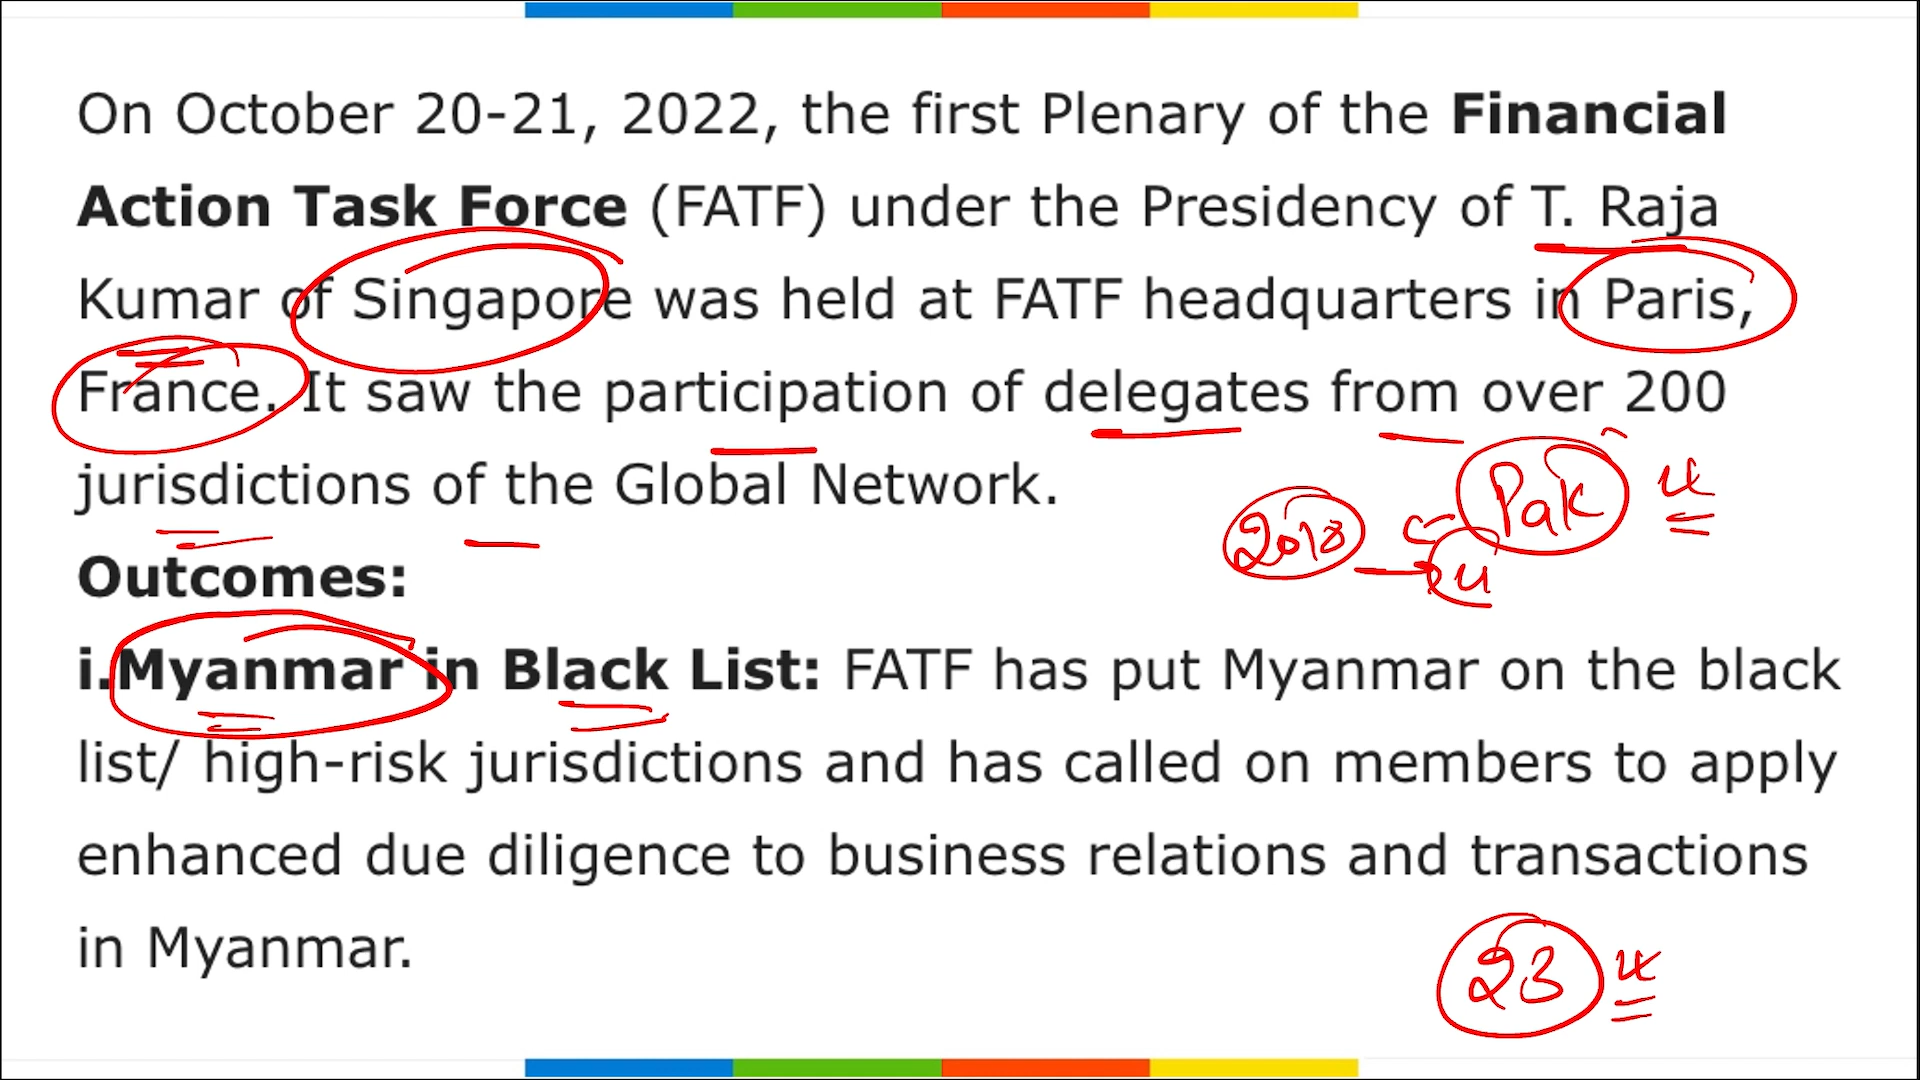 On October 20-21, 2022, the first Plenary of the Financial
Action Task Force (FATF) under the Presidency of T. Raja
Kumar of Singapore was held at FATF headquarters in Paris,
France. It saw the participation of delegates from over 200
jurisdictions of the Global Network.
Pak
2018
Outcomes:
i.Myanmar in Black List: FATF has put Myanmar on the black
list/ high-risk jurisdictions and has called on members to apply
enhanced due diligence to business relations and transactions
in Myanmar.
23